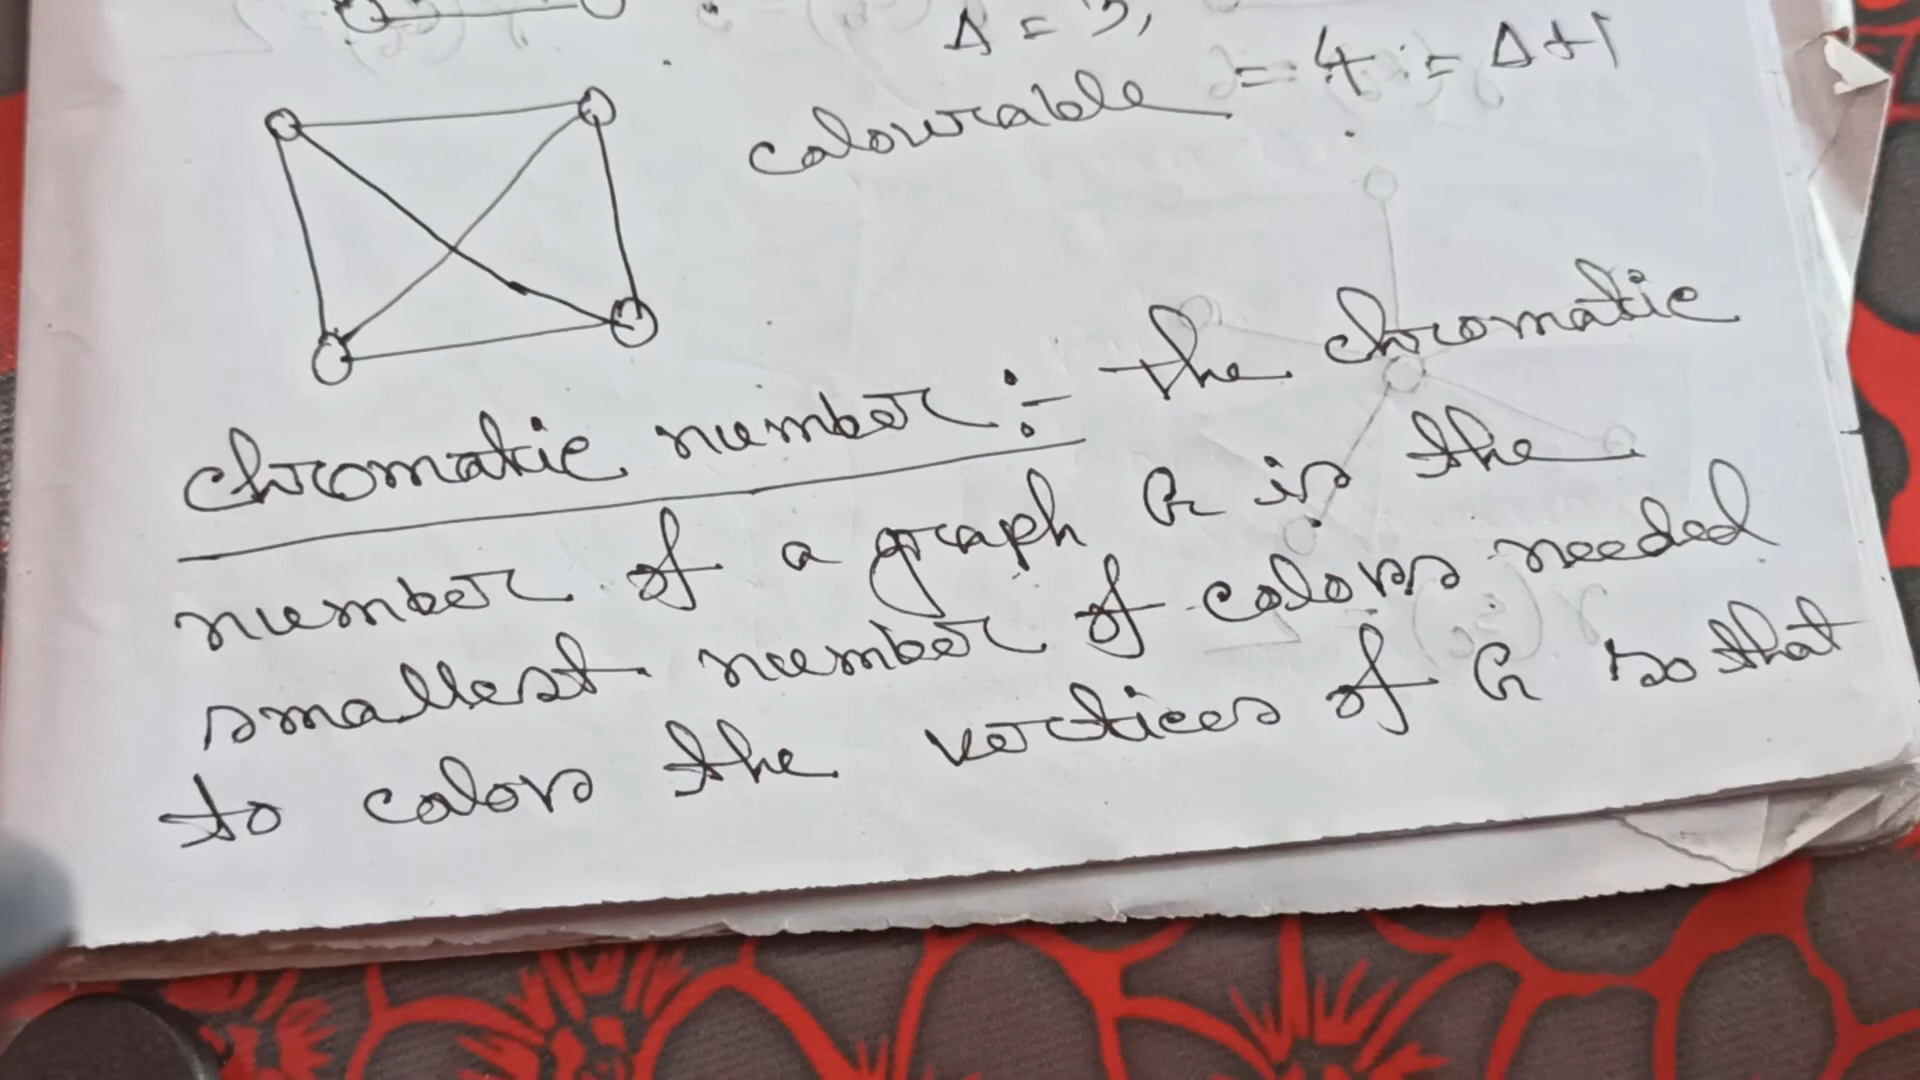 Δ = 3,
colourable = 4 = Δ+1
chromatic number :- the chromatic
number of a graph G is the
smallest number of colors needed
to colors the vertices of G so that